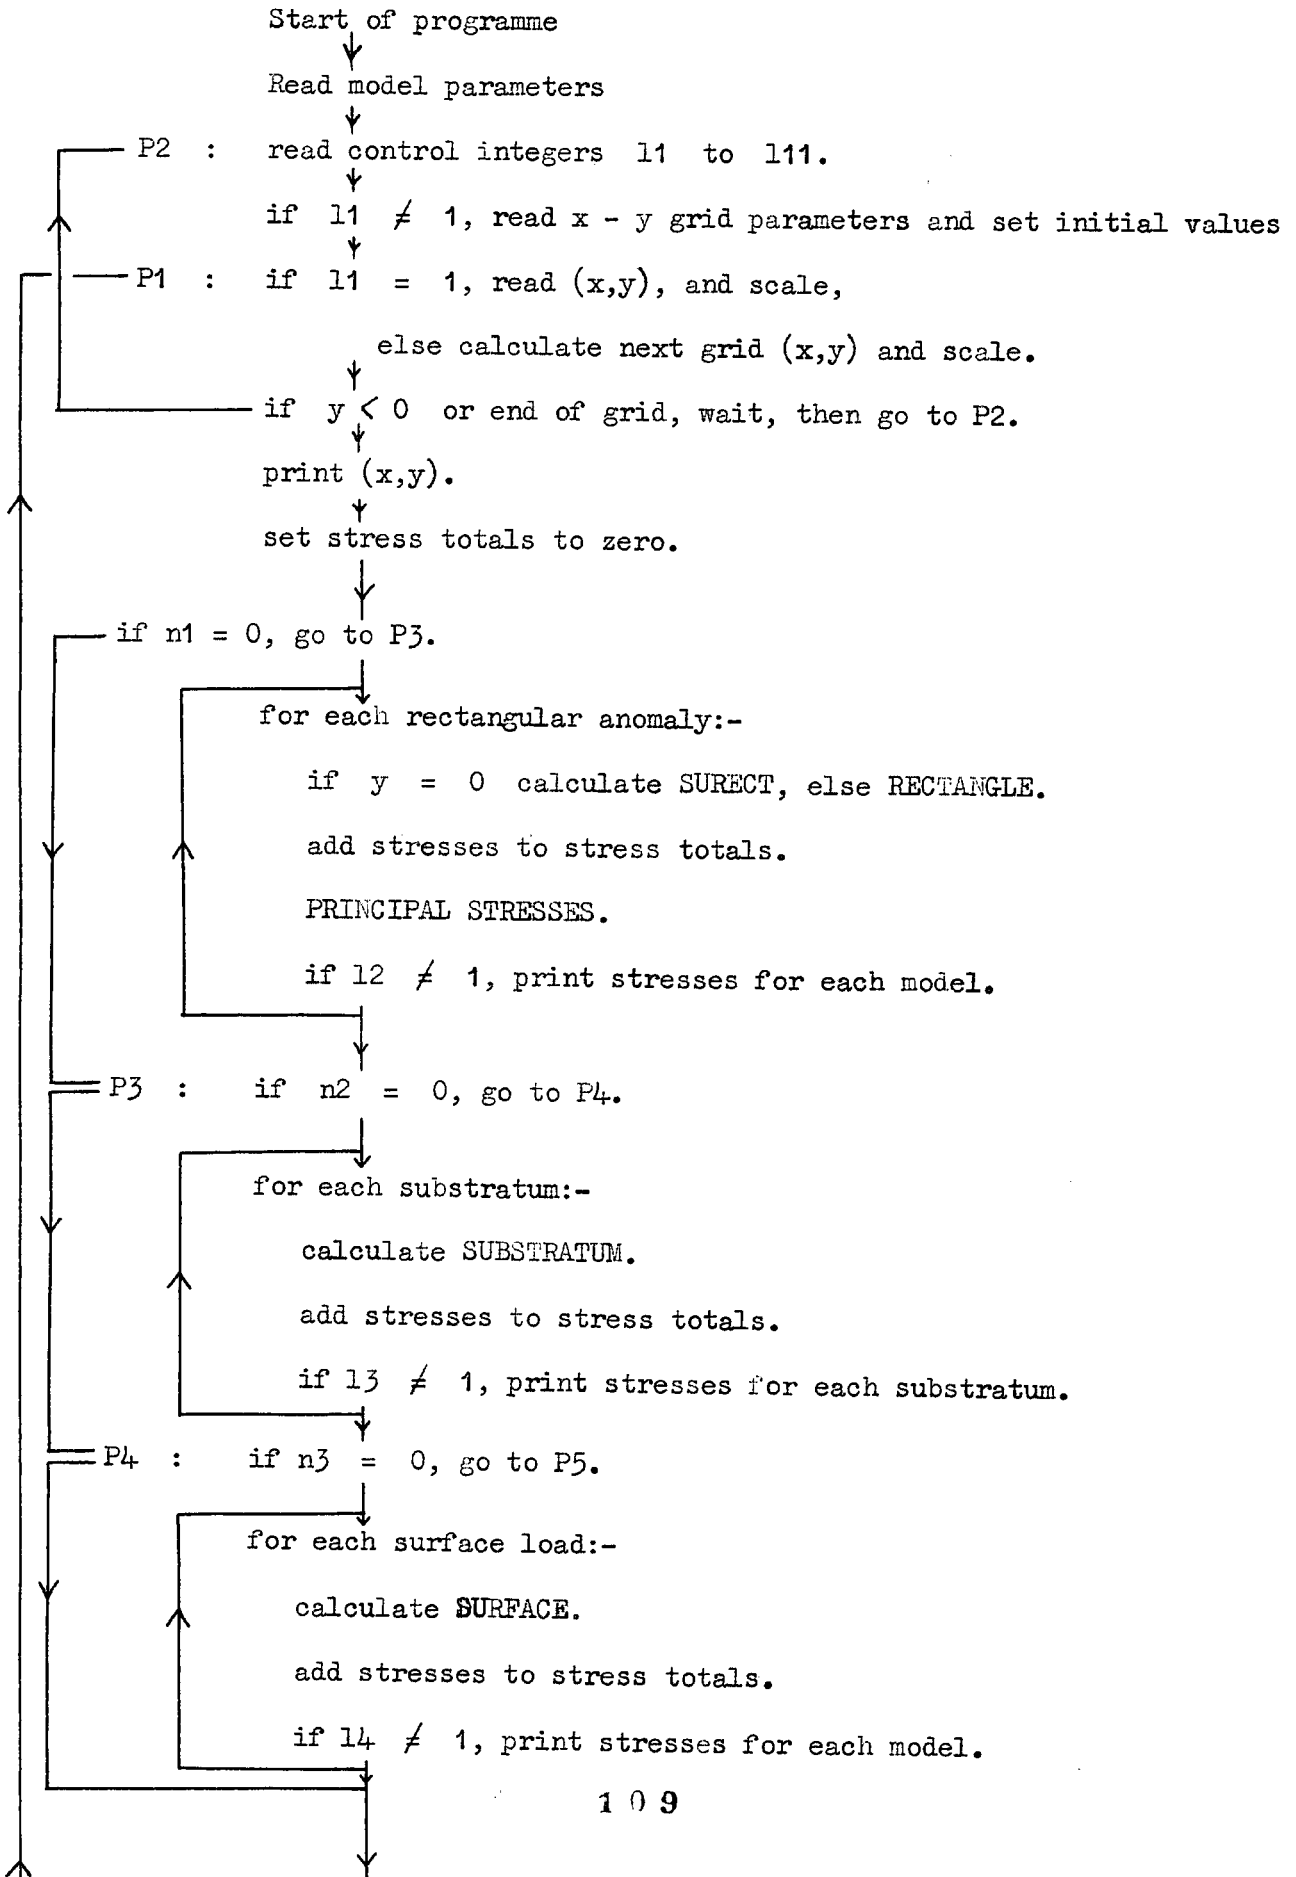 Start of programme
Read model parameters
P2 : read control integers l1 to l11.
if l1 ≠ 1, read x - y grid parameters and set initial values
P1 : if l1 = 1, read (x,y), and scale,
else calculate next grid (x,y) and scale.
if y < 0 or end of grid, wait, then go to P2.
print (x,y).
set stress totals to zero.
if n1 = 0, go to P3.
for each rectangular anomaly:-
if y = 0 calculate SURECT, else RECTANGLE.
add stresses to stress totals.
PRINCIPAL STRESSES.
if l2 ≠ 1, print stresses for each model.
P3 : if n2 = 0, go to P4.
for each substratum:-
calculate SUBSTRATUM.
add stresses to stress totals.
if l3 ≠ 1, print stresses for each substratum.
P4 : if n3 = 0, go to P5.
for each surface load:-
calculate SURFACE.
add stresses to stress totals.
if l4 ≠ 1, print stresses for each model.
109